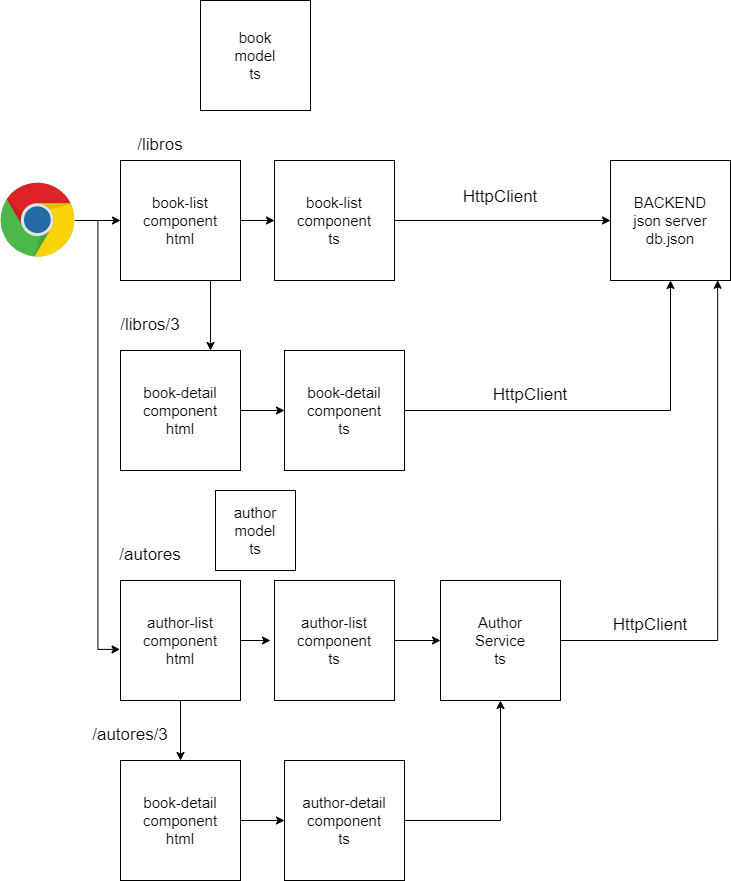 book
model
ts
/libros
book-list
component
html
book-list
component
ts
HttpClient
BACKEND
json server
db.json
/libros/3
book-detail
component
html
book-detail
component
ts
HttpClient
author
model
ts
/autores
author-list
component
html
author-list
component
ts
Author
Service
ts
HttpClient
/autores/3
book-detail
component
html
author-detail
component
ts